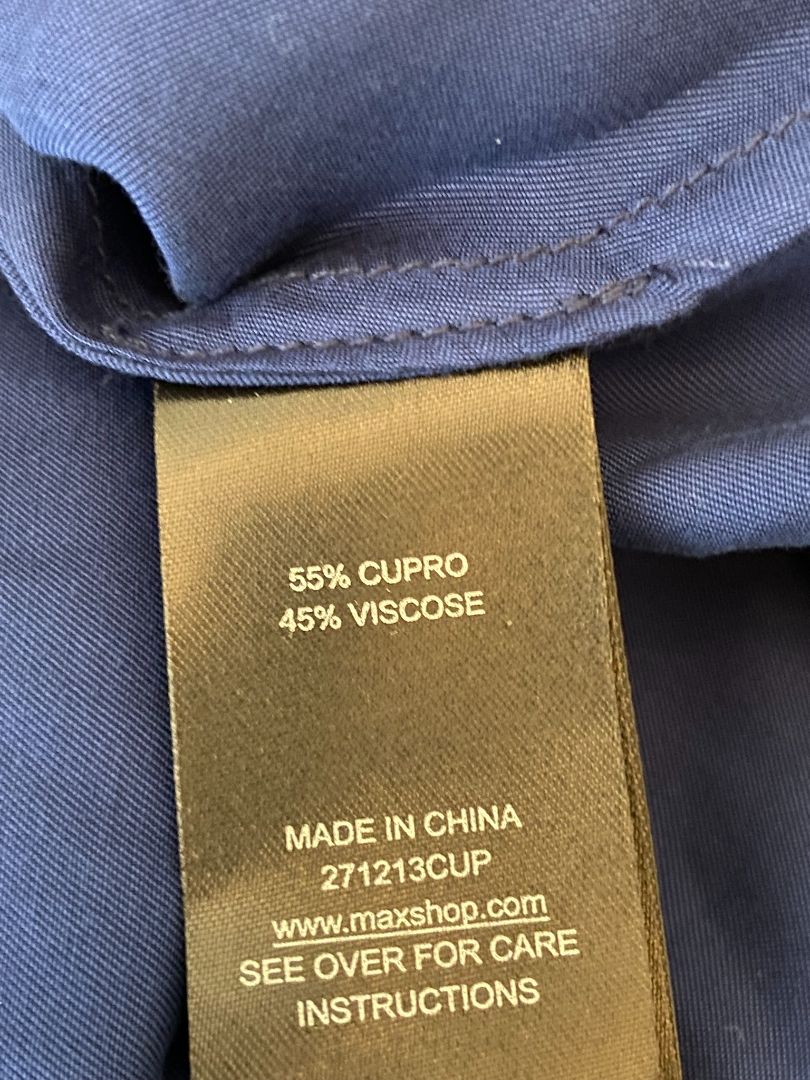 55% CUPRO
45% VISCOSE
MADE IN CHINA
271213CUP
www.maxshop.com
SEE OVER FOR CARE
INSTRUCTIONS